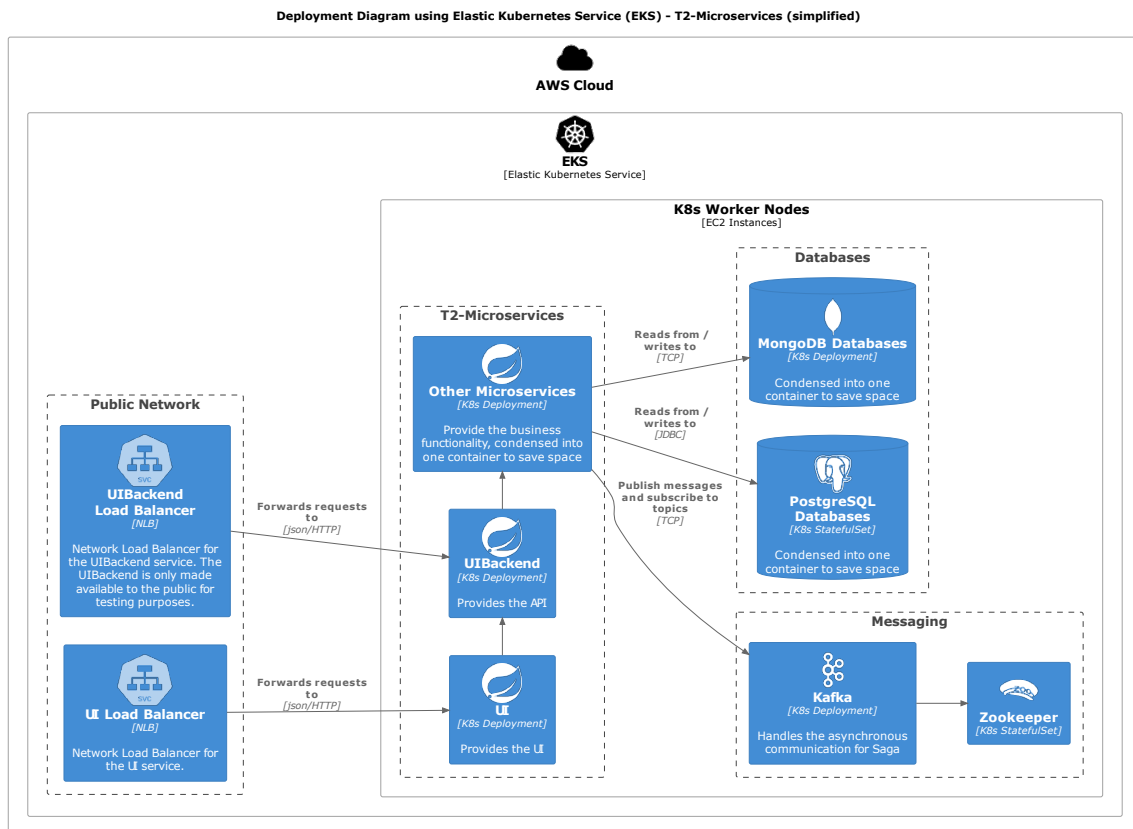 Deployment Diagram using Elastic Kubernetes Service (EKS) - T2-Microservices (simplified)
AWS Cloud
EKS
[Elastic Kubernetes Service]
K8s Worker Nodes
[EC2 Instances]
Public Network
SVC
UIBackend
Load Balancer
[NLB]
Network Load Balancer for
the UIBackend service. The
UIBackend is only made
available to the public for
testing purposes.
SVC
UI Load Balancer
[NLB]
Network Load Balancer for
the UI service.
Forwards requests
to
[json/HTTP]
Forwards requests
to
[json/HTTP]
T2-Microservices
Other Microservices
[K8s Deployment]
Provide the business
functionality, condensed into
one container to save space
UIBackend
[K8s Deployment]
Provides the API
UI
[K8s Deployment]
Provides the UI
Reads from /
writes to
[TCP]
Reads from /
writes to
[JDBC]
Publish messages
and subscribe to
topics
[TCP]
Databases
MongoDB Databases
[K8s Deployment]
Condensed into one
container to save space
PostgreSQL
Databases
[K8s StatefulSet]
Condensed into one
container to save space
Messaging
Kafka
[K8s Deployment]
Handles the asynchronous
communication for Saga
Zookeeper
[K8s StatefulSet]